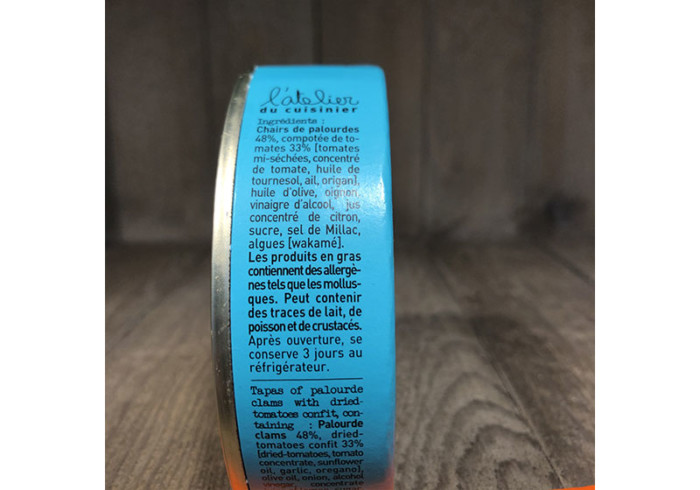 l'atelier
du cuisinier
Ingrédients :
Chairs de palourdes
48%, compotée de to-
mates 33% [tomates
mi-séchées, concentré
de tomate, huile de
tournesol, ail, origan],
huile d'olive, oignon,
vinaigre d'alcool, jus
concentré de citron,
sucre, sel de Millac,
algues [wakamé].
Les produits en gras
contiennent des allergè-
nes tels que les mollus-
ques. Peut contenir
des traces de lait, de
poisson et de crustacés.
Après ouverture, se
conserve 3 jours au
réfrigérateur.
Tapas of palourde
clams with dried-
tomatoes confit, con-
taining : Palourde
clams 48%, dried-
tomatoes confit 33%
[dried-tomatoes, tomato
concentrate, sunflower
oil, garlic, oregano],
olive oil, onion, alcohol
vinegar, concentrate